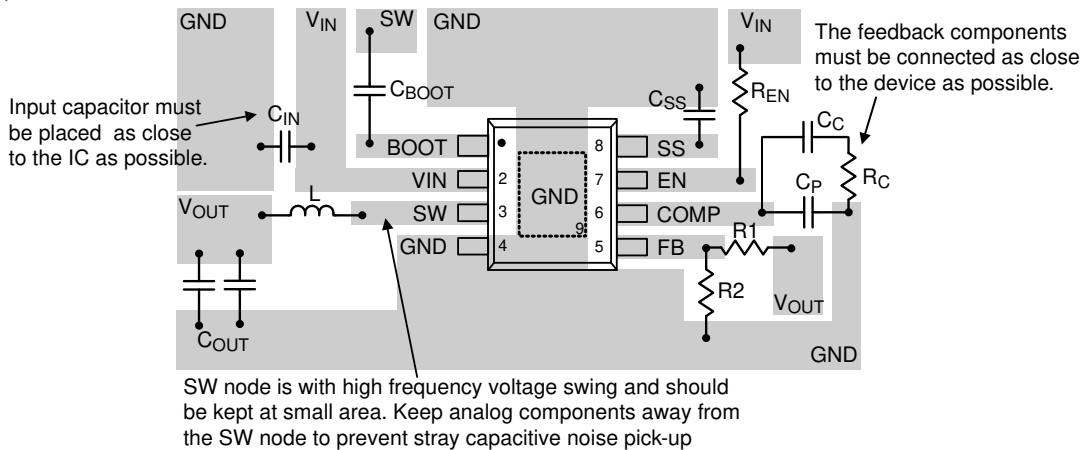 GND
VIN
SW
GND
VIN
The feedback components
must be connected as close
to the device as possible.
Input capacitor must
be placed as close
to the IC as possible.
CIN
CBOOT
CSS
REN
CC
RC
CP
BOOT
VIN
SW
GND
2
3
4
GND
9
8
7
6
5
SS
EN
COMP
FB
VOUT
L
R1
R2
VOUT
COUT
GND
SW node is with high frequency voltage swing and should
be kept at small area. Keep analog components away from
the SW node to prevent stray capacitive noise pick-up